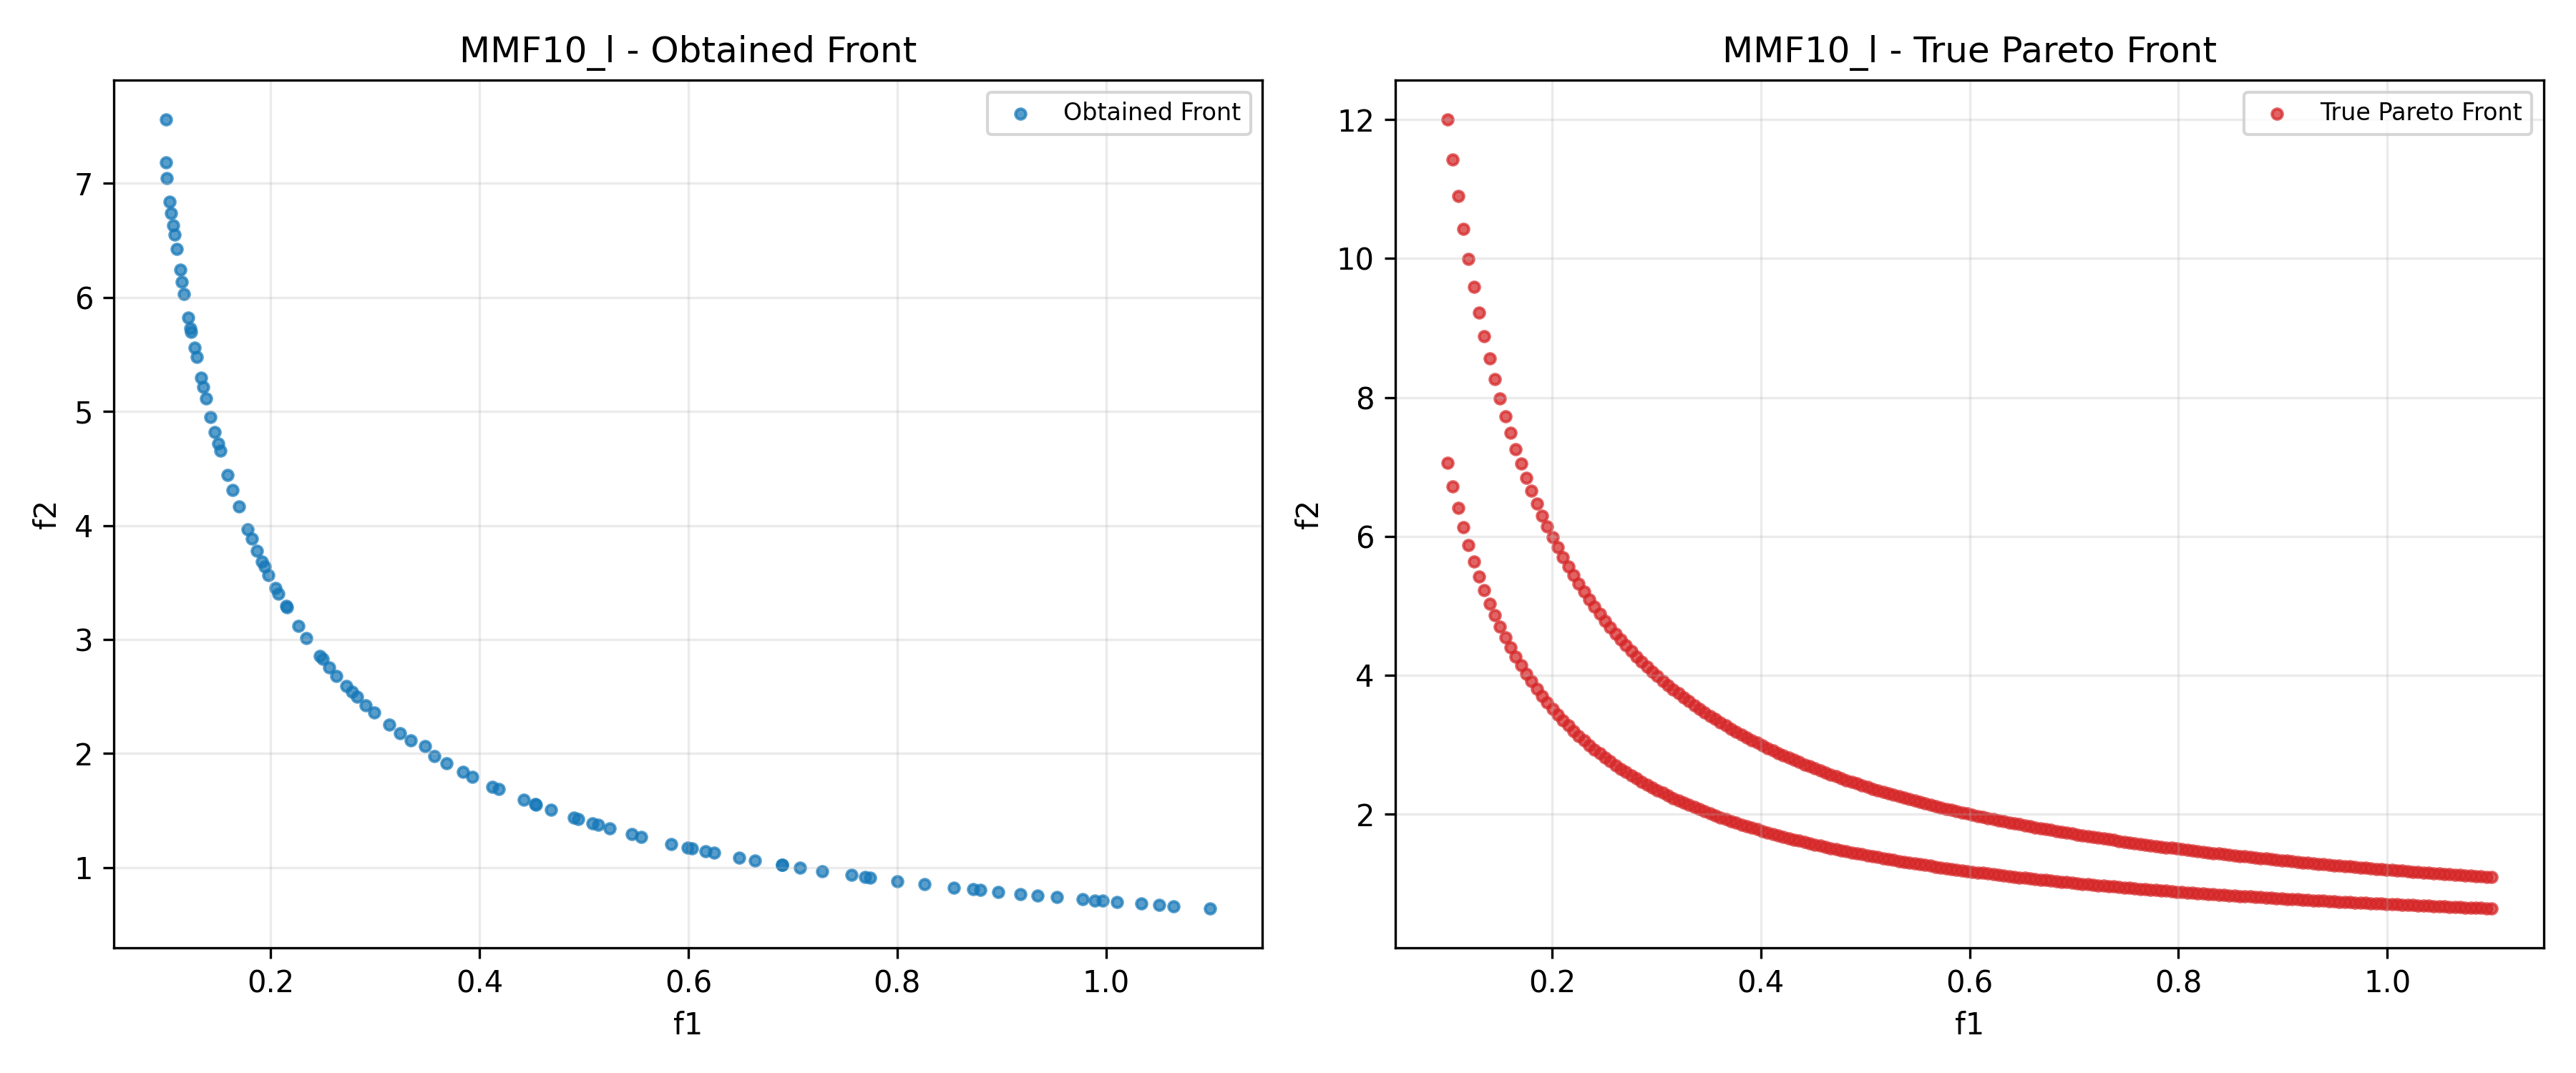 MMF10_l - Obtained Front
Obtained Front
7
6
5
4
3
2
1
f2
0.2 0.4 0.6 0.8 1.0
f1
MMF10_l - True Pareto Front
True Pareto Front
12
10
8
6
4
2
f2
0.2 0.4 0.6 0.8 1.0
f1